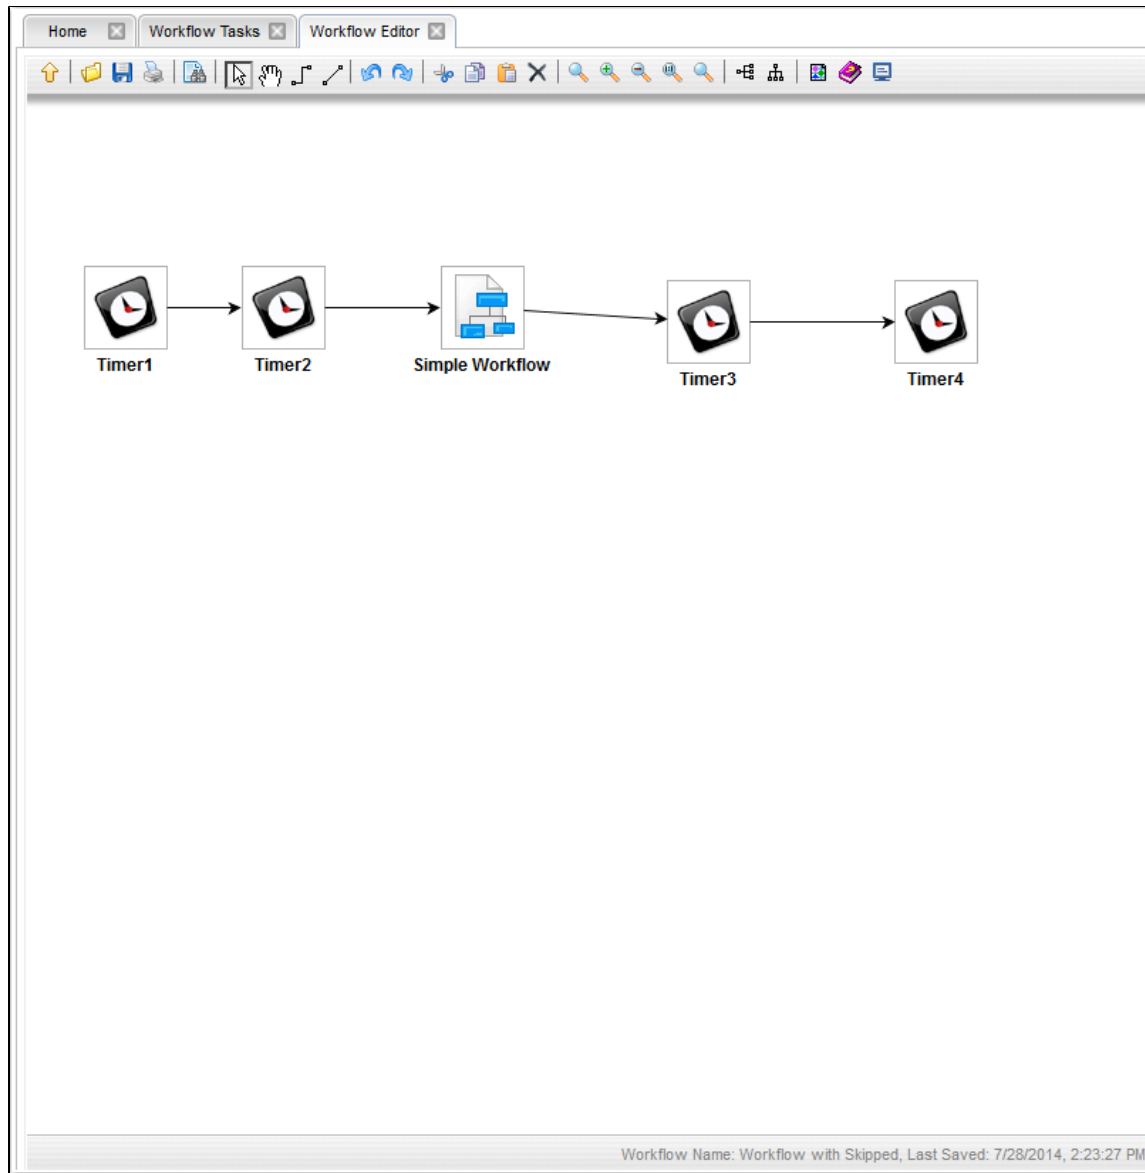 Home
Workflow Tasks
Workflow Editor
Timer1
Timer2
Simple Workflow
Timer3
Timer4
Workflow Name: Workflow with Skipped, Last Saved: 7/28/2014, 2:23:27 PM